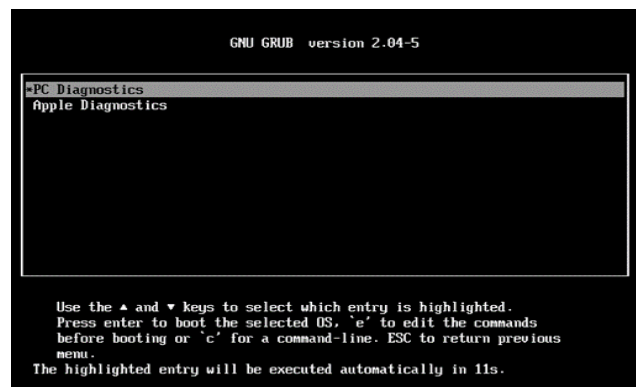 GNU GRUB  version 2.04-5
*PC Diagnostics
Apple Diagnostics
Use the ▲ and ▼ keys to select which entry is highlighted.
Press enter to boot the selected OS, `e' to edit the commands
before booting or `c' for a command-line. ESC to return previous
menu.
The highlighted entry will be executed automatically in 11s.